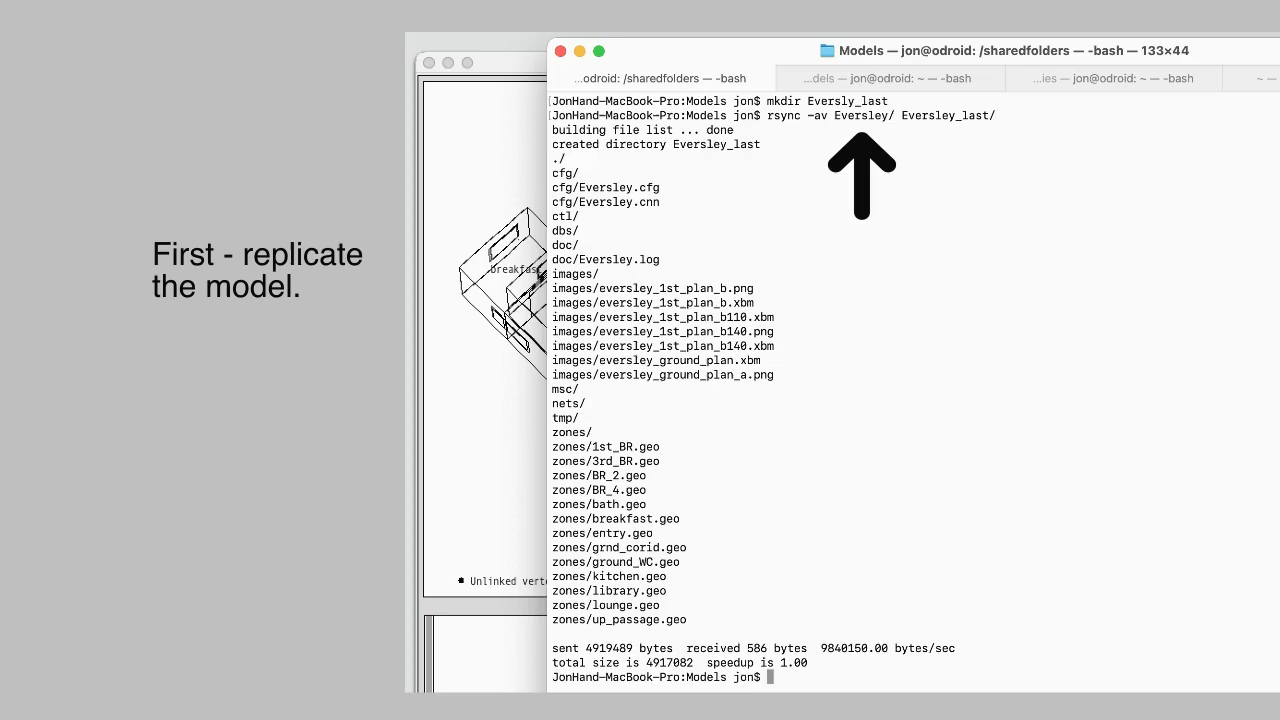 Models — jon@odroid: /sharedfolders — -bash — 133×44
...odroid: /sharedfolders — -bash
...dels — jon@odroid: ~ — -bash
...ies — jon@odroid: ~ — -bash
~ —
First - replicate
the model.
[JonHand-MacBook-Pro:Models jon$ mkdir Eversly_last
[JonHand-MacBook-Pro:Models jon$ rsync -av Eversley/ Eversley_last/
building file list ... done
created directory Eversley_last
./
cfg/
cfg/Eversley.cfg
cfg/Eversley.cnn
ctl/
dbs/
doc/
doc/Eversley.log
images/
images/eversley_1st_plan_b.png
images/eversley_1st_plan_b.xbm
images/eversley_1st_plan_b110.xbm
images/eversley_1st_plan_b140.png
images/eversley_1st_plan_b140.xbm
images/eversley_ground_plan.xbm
images/eversley_ground_plan_a.png
msc/
nets/
tmp/
zones/
zones/1st_BR.geo
zones/3rd_BR.geo
zones/BR_2.geo
zones/BR_4.geo
zones/bath.geo
zones/breakfast.geo
zones/entry.geo
zones/grnd_corid.geo
zones/ground_WC.geo
zones/kitchen.geo
zones/library.geo
zones/lounge.geo
zones/up_passage.geo
sent 4919489 bytes  received 586 bytes  9840150.00 bytes/sec
total size is 4917082  speedup is 1.00
JonHand-MacBook-Pro:Models jon$
breakfast
Unlinked verte